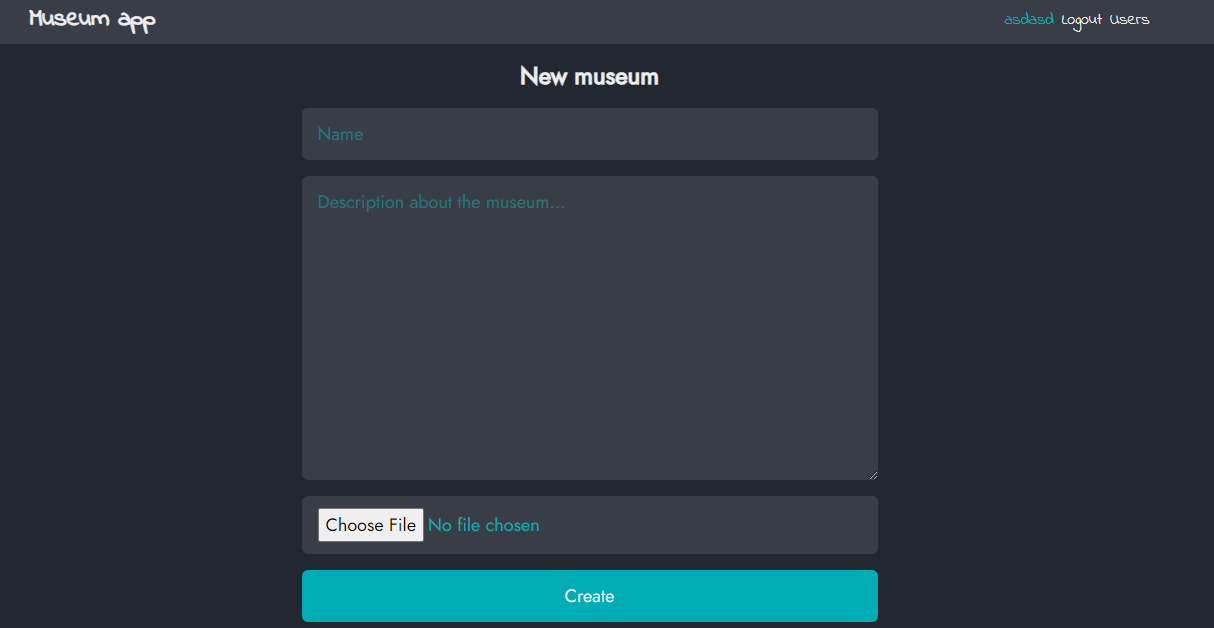 Museum app
asdasd Logout Users
New museum
Name
Description about the museum...
Choose File No file chosen
Create